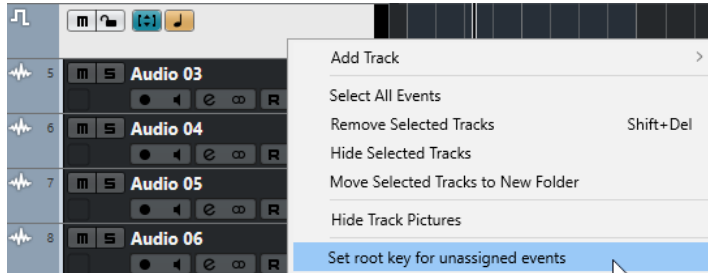 m
Add Track
5 m S Audio 03
e R
Select All Events
6 m S Audio 04
Remove Selected Tracks Shift+Del
e R
Hide Selected Tracks
7 m S Audio 05
Move Selected Tracks to New Folder
e R
Hide Track Pictures
8 m S Audio 06
Set root key for unassigned events
e R